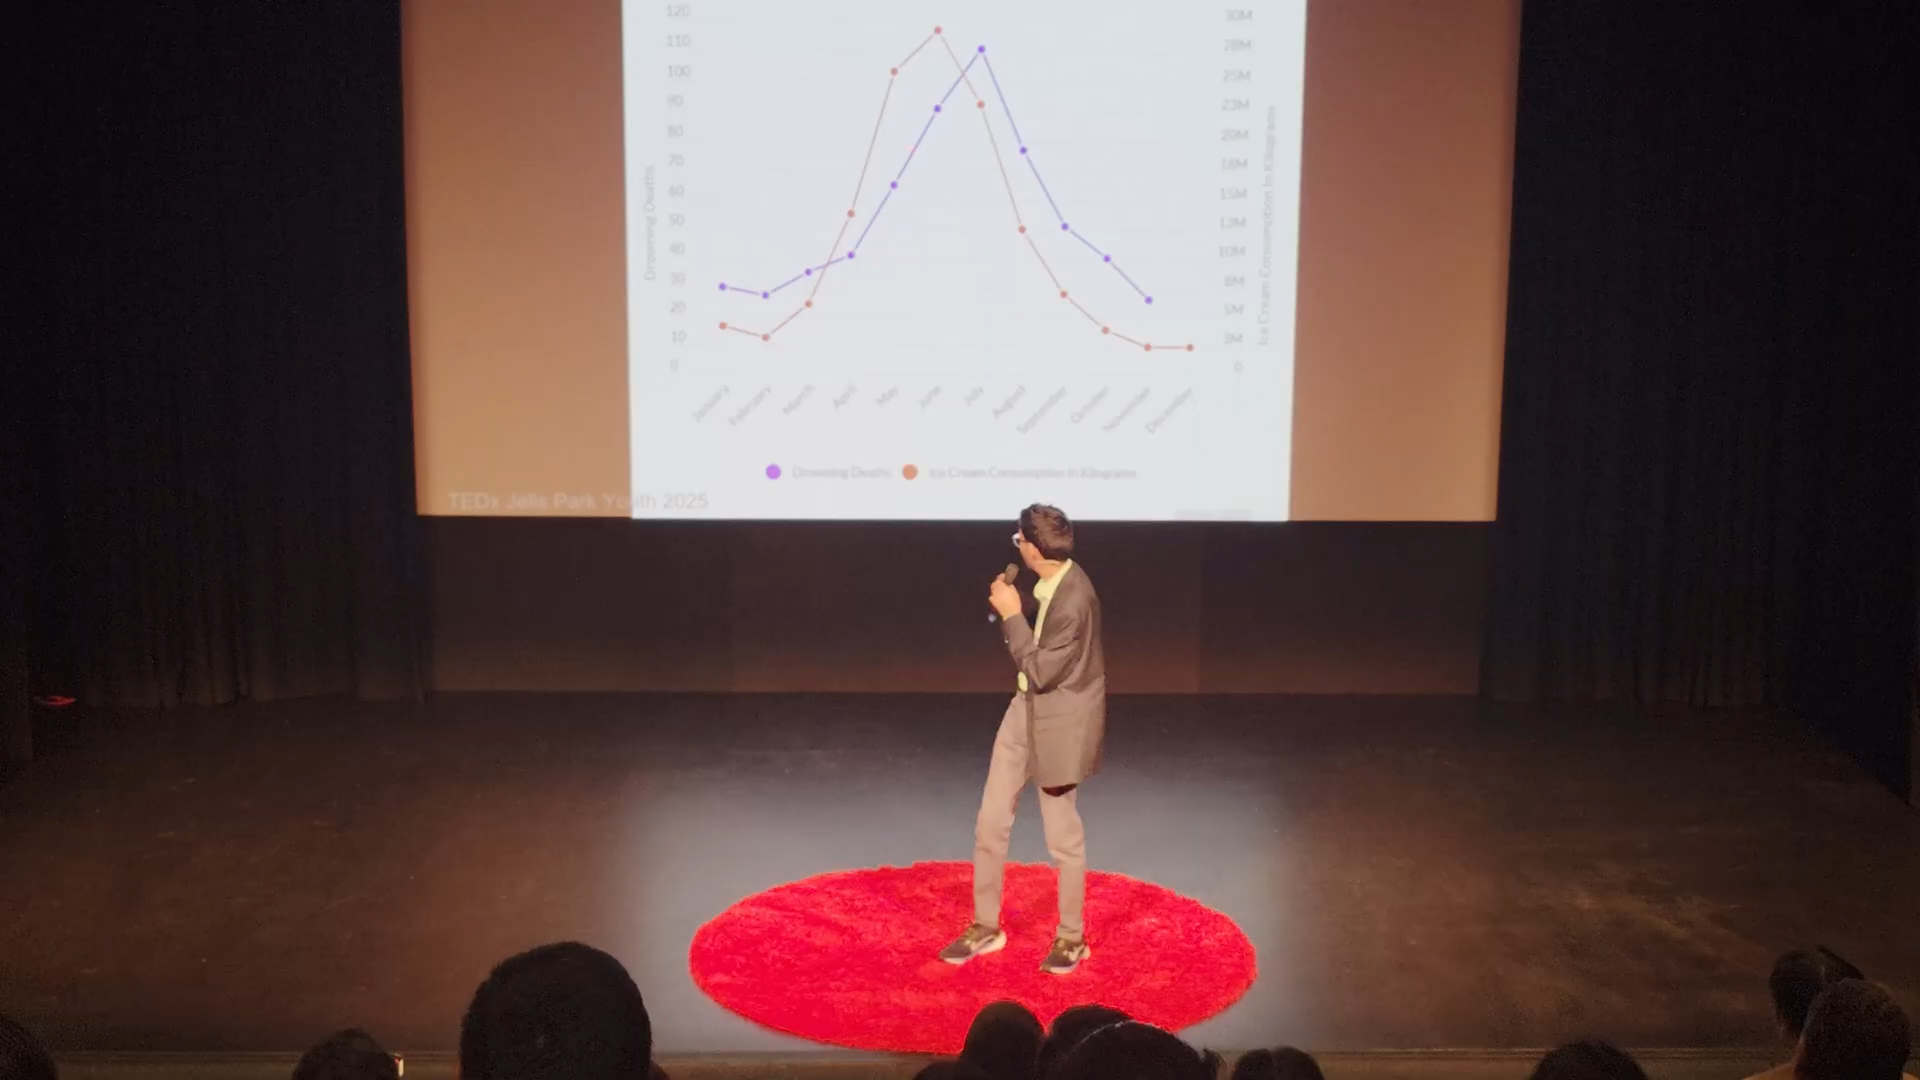 120
110
100
90
80
70
60
50
40
30
20
10
0
Drowning Deaths
30M
28M
25M
23M
20M
18M
15M
13M
10M
8M
5M
3M
0
Ice Cream Consumption in Kilograms
January
February
March
April
May
June
July
August
September
October
November
December
Drowning Deaths
Ice Cream Consumption in Kilograms
TEDx Jells Park Youth 2025